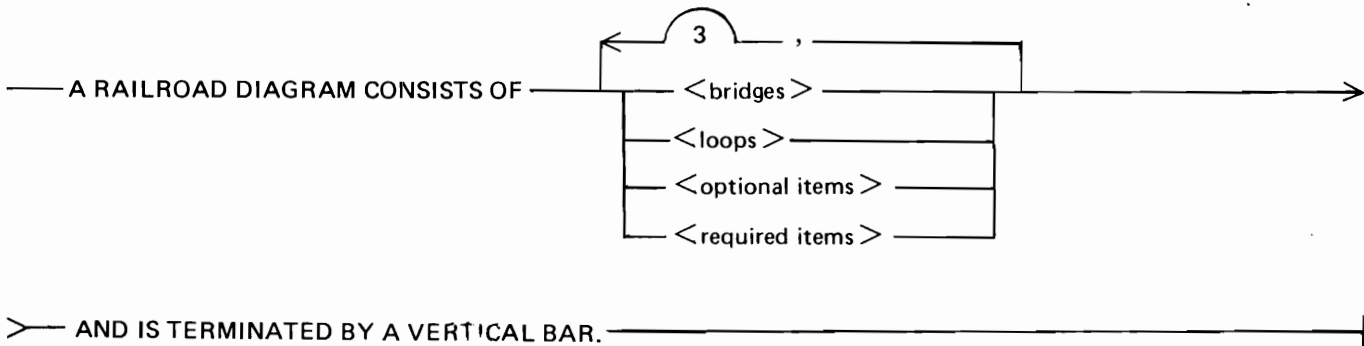 3 ,
A RAILROAD DIAGRAM CONSISTS OF <bridges>
<loops>
<optional items>
<required items>
AND IS TERMINATED BY A VERTICAL BAR.